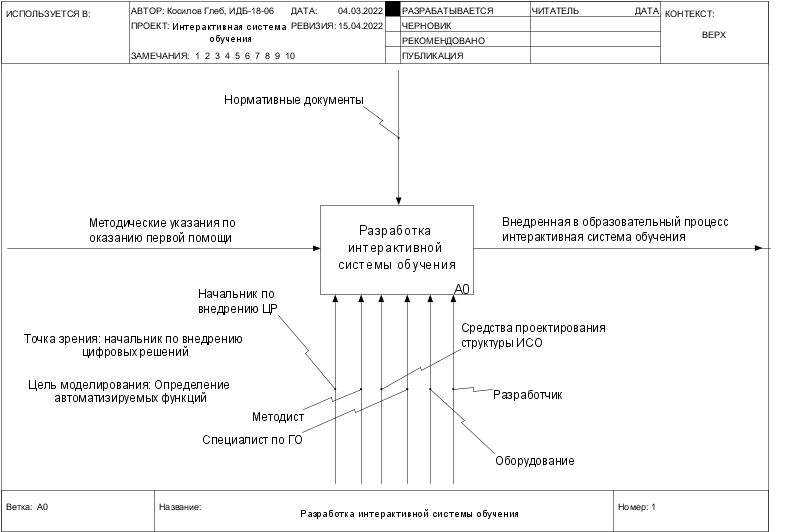 ИСПОЛЬЗУЕТСЯ В:
АВТОР: Косилов Глеб, ИДБ-18-06 ДАТА: 04.03.2022
ПРОЕКТ: Интерактивная система обучения
РЕВИЗИЯ: 15.04.2022
ЗАМЕЧАНИЯ: 1 2 3 4 5 6 7 8 9 10
РАЗРАБАТЫВАЕТСЯ
ЧЕРНОВИК
РЕКОМЕНДОВАНО
ПУБЛИКАЦИЯ
ЧИТАТЕЛЬ ДАТА
КОНТЕКСТ:
ВЕРХ
Нормативные документы
Методические указания по
оказанию первой помощи
Разработка
интерактивной
системы обучения
A0
Внедренная в образовательный процесс
интерактивная система обучения
Начальник по
внедрению ЦР
Точка зрения: начальник по внедрению
цифровых решений
Средства проектирования
структуры ИСО
Цель моделирования: Определение
автоматизируемых функций
Разработчик
Методист
Специалист по ГО
Оборудование
Ветка: A0
Название:
Разработка интерактивной системы обучения
Номер: 1